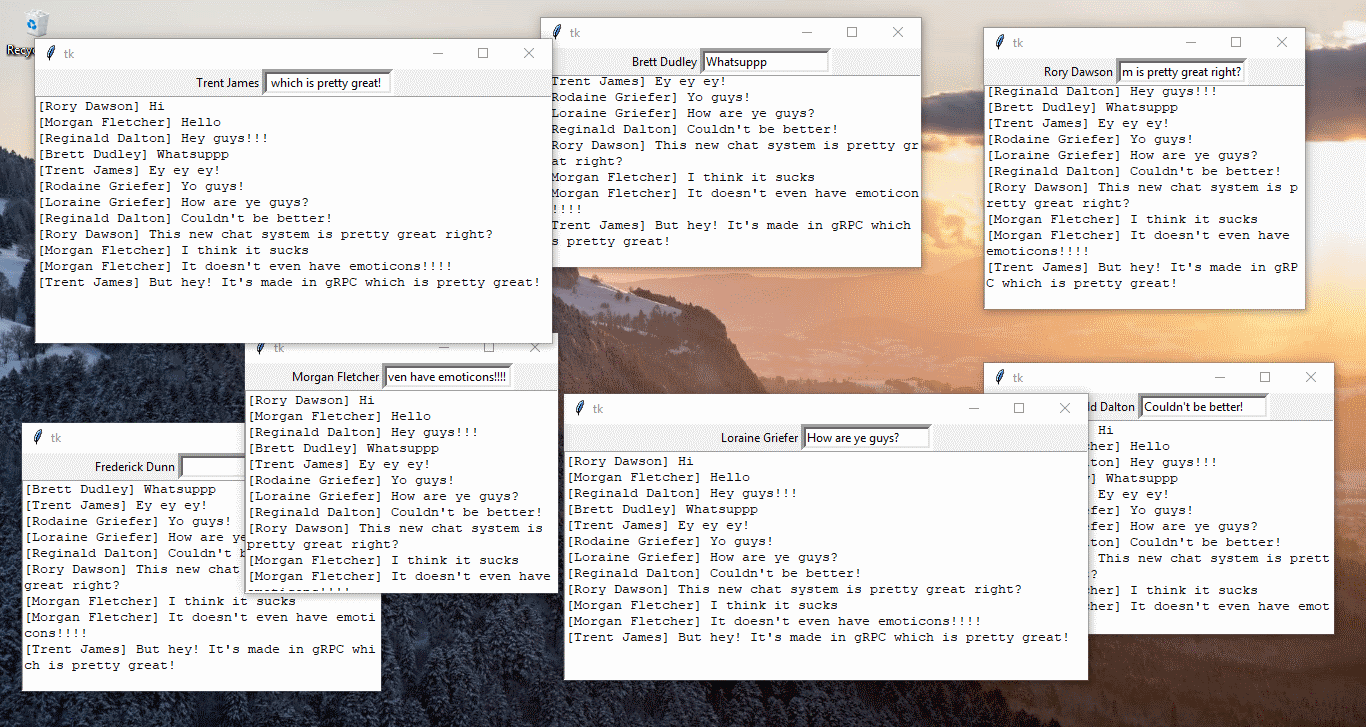 Recy
tk
Trent James which is pretty great!
[Rory Dawson] Hi
[Morgan Fletcher] Hello
[Reginald Dalton] Hey guys!!!
[Brett Dudley] Whatsuppp
[Trent James] Ey ey ey!
[Rodaine Griefer] Yo guys!
[Loraine Griefer] How are ye guys?
[Reginald Dalton] Couldn't be better!
[Rory Dawson] This new chat system is pretty great right?
[Morgan Fletcher] I think it sucks
[Morgan Fletcher] It doesn't even have emoticons!!!!
[Trent James] But hey! It's made in gRPC which is pretty great!
tk
Brett Dudley Whatsuppp
Trent James] Ey ey ey!
Rodaine Griefer] Yo guys!
Loraine Griefer] How are ye guys?
Reginald Dalton] Couldn't be better!
Rory Dawson] This new chat system is pretty gr
at right?
Morgan Fletcher] I think it sucks
Morgan Fletcher] It doesn't even have emoticon
!!!!
Trent James] But hey! It's made in gRPC which
s pretty great!
tk
Rory Dawson m is pretty great right?
[Reginald Dalton] Hey guys!!!
[Brett Dudley] Whatsuppp
[Trent James] Ey ey ey!
[Rodaine Griefer] Yo guys!
[Loraine Griefer] How are ye guys?
[Reginald Dalton] Couldn't be better!
[Rory Dawson] This new chat system is p
retty great right?
[Morgan Fletcher] I think it sucks
[Morgan Fletcher] It doesn't even have
emoticons!!!!
[Trent James] But hey! It's made in gRP
C which is pretty great!
tk
Morgan Fletcher ven have emoticons!!!!
[Rory Dawson] Hi
[Morgan Fletcher] Hello
[Reginald Dalton] Hey guys!!!
[Brett Dudley] Whatsuppp
[Trent James] Ey ey ey!
[Rodaine Griefer] Yo guys!
[Loraine Griefer] How are ye guys?
[Reginald Dalton] Couldn't be better!
[Rory Dawson] This new chat system is
pretty great right?
[Morgan Fletcher] I think it sucks
[Morgan Fletcher] It doesn't even have
tk
Frederick Dunn
[Brett Dudley] Whatsuppp
[Trent James] Ey ey ey!
[Rodaine Griefer] Yo guys!
[Loraine Griefer] How are ye
[Reginald Dalton] Couldn't b
[Rory Dawson] This new chat
great right?
[Morgan Fletcher] I think it sucks
[Morgan Fletcher] It doesn't even have emoti
cons!!!!
[Trent James] But hey! It's made in gRPC whi
ch is pretty great!
tk
Loraine Griefer How are ye guys?
[Rory Dawson] Hi
[Morgan Fletcher] Hello
[Reginald Dalton] Hey guys!!!
[Brett Dudley] Whatsuppp
[Trent James] Ey ey ey!
[Rodaine Griefer] Yo guys!
[Loraine Griefer] How are ye guys?
[Reginald Dalton] Couldn't be better!
[Rory Dawson] This new chat system is pretty great right?
[Morgan Fletcher] I think it sucks
[Morgan Fletcher] It doesn't even have emoticons!!!!
[Trent James] But hey! It's made in gRPC which is pretty great!
tk
ld Dalton Couldn't be better!
Hi
her] Hello
ton] Hey guys!!!
y] Whatsuppp
Ey ey ey!
efer] Yo guys!
efer] How are ye guys?
ton] Couldn't be better!
This new chat system is prett
?
her] I think it sucks
her] It doesn't even have emot